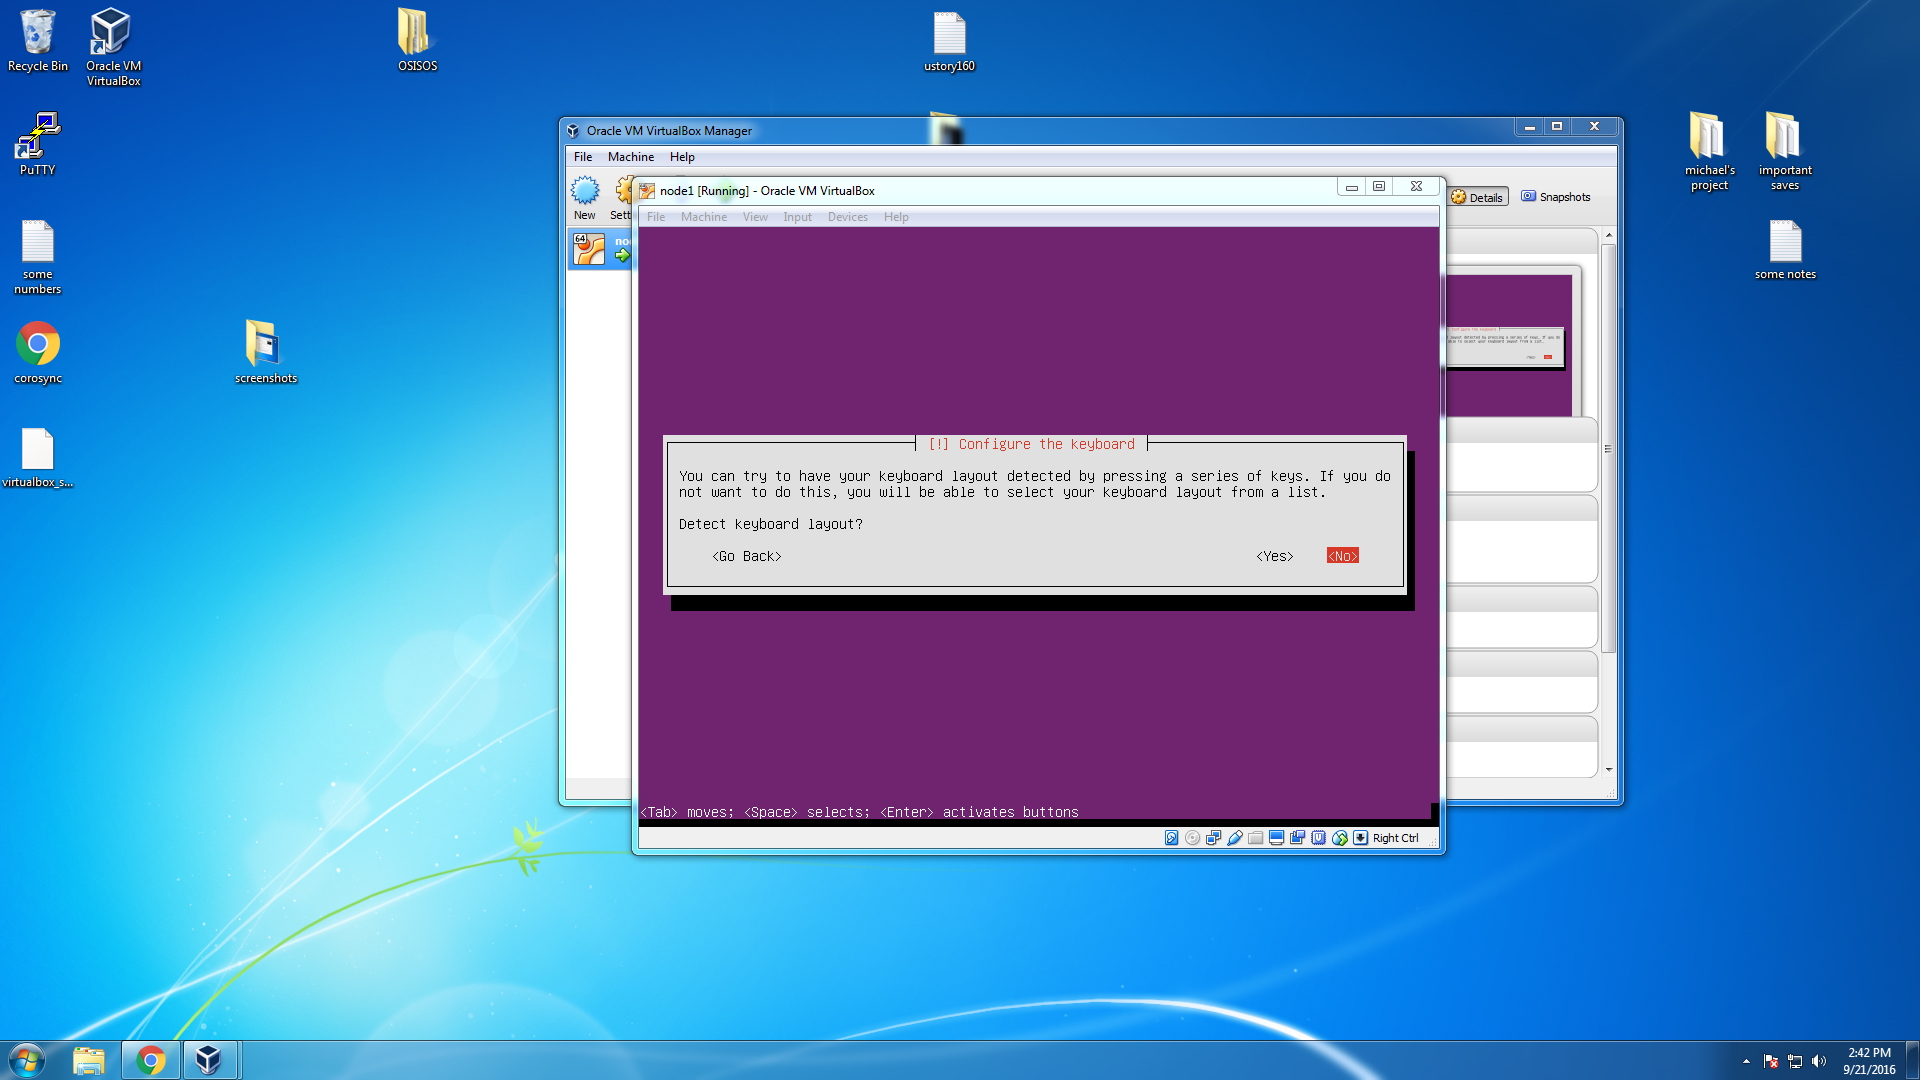 Recycle Bin
Oracle VM
VirtualBox
OSISOS
ustory160
PuTTY
some
numbers
corosync
screenshots
virtualbox_s...
michael's
project
important
saves
some notes
Oracle VM VirtualBox Manager
File Machine Help
New
Sett
Details
Snapshots
64
no
node1 [Running] - Oracle VM VirtualBox
File Machine View Input Devices Help
[!] Configure the keyboard
You can try to have your keyboard layout detected by pressing a series of keys. If you do
not want to do this, you will be able to select your keyboard layout from a list.
Detect keyboard layout?
<Go Back> <Yes> <No>
<Tab> moves; <Space> selects; <Enter> activates buttons
Right Ctrl
2:42 PM
9/21/2016